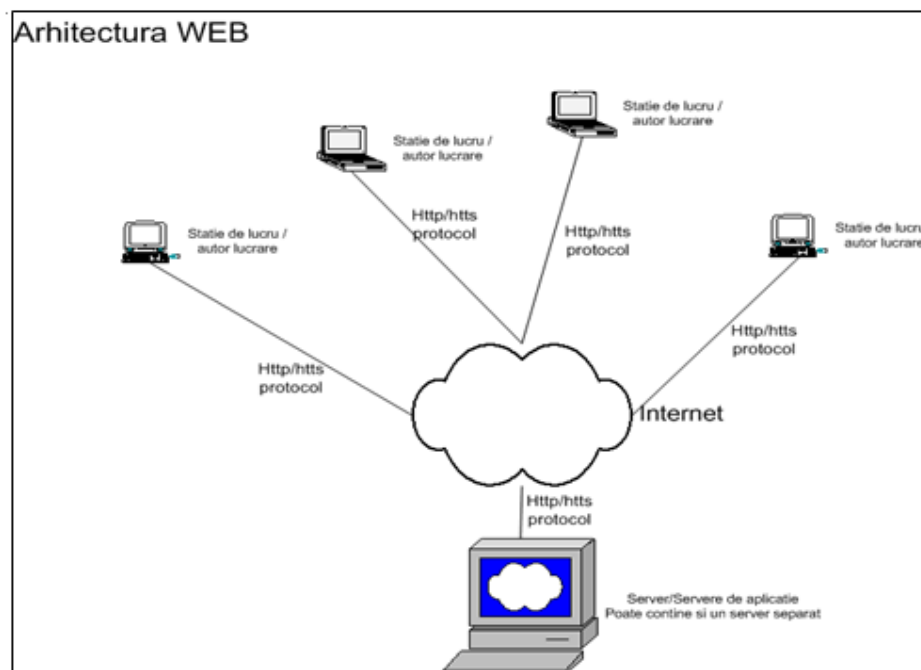 Arhitectura WEB
Statie de lucru /
autor lucrare
Statie de lucru /
autor lucrare
Statie de lucru /
autor lucrare
Statie de lucru
autor lucrare
Http/htts
protocol
Http/htts
protocol
Http/htts
protocol
Http/htts
protocol
Internet
Http/htts
protocol
Server/Servere de aplicatie
Poate contine si un server separat